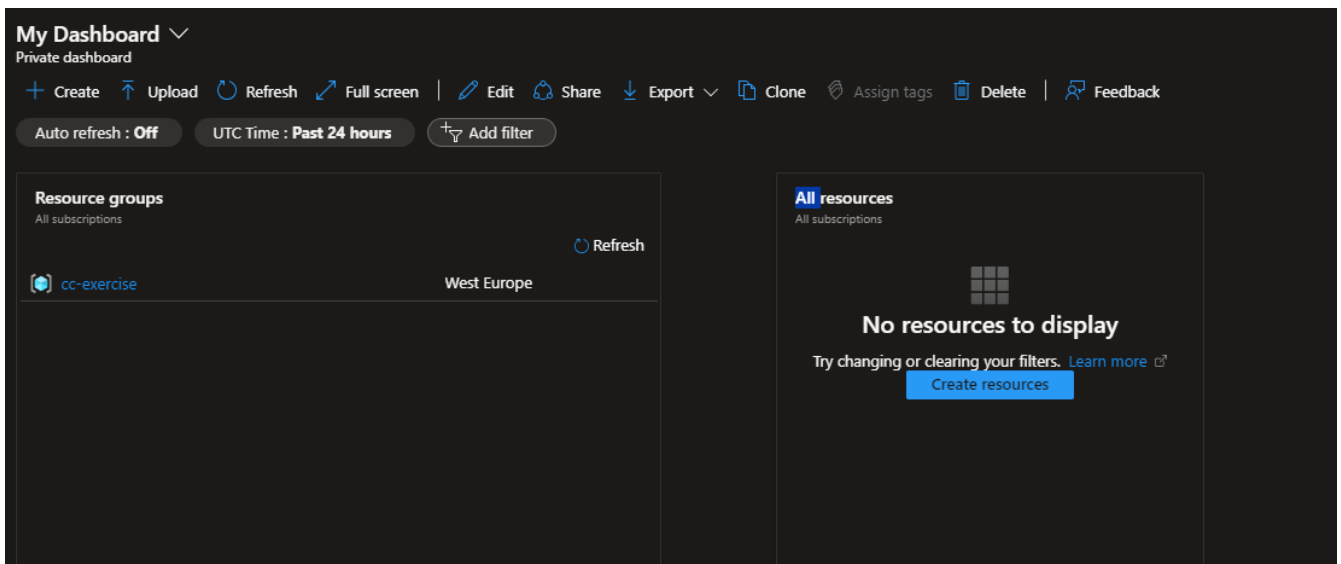 My Dashboard
Private dashboard
Create Upload Refresh Full screen Edit Share Export Clone Assign tags Delete Feedback
Auto refresh : Off UTC Time : Past 24 hours Add filter
Resource groups
All subscriptions
Refresh
cc-exercise West Europe
All resources
All subscriptions
No resources to display
Try changing or clearing your filters. Learn more
Create resources